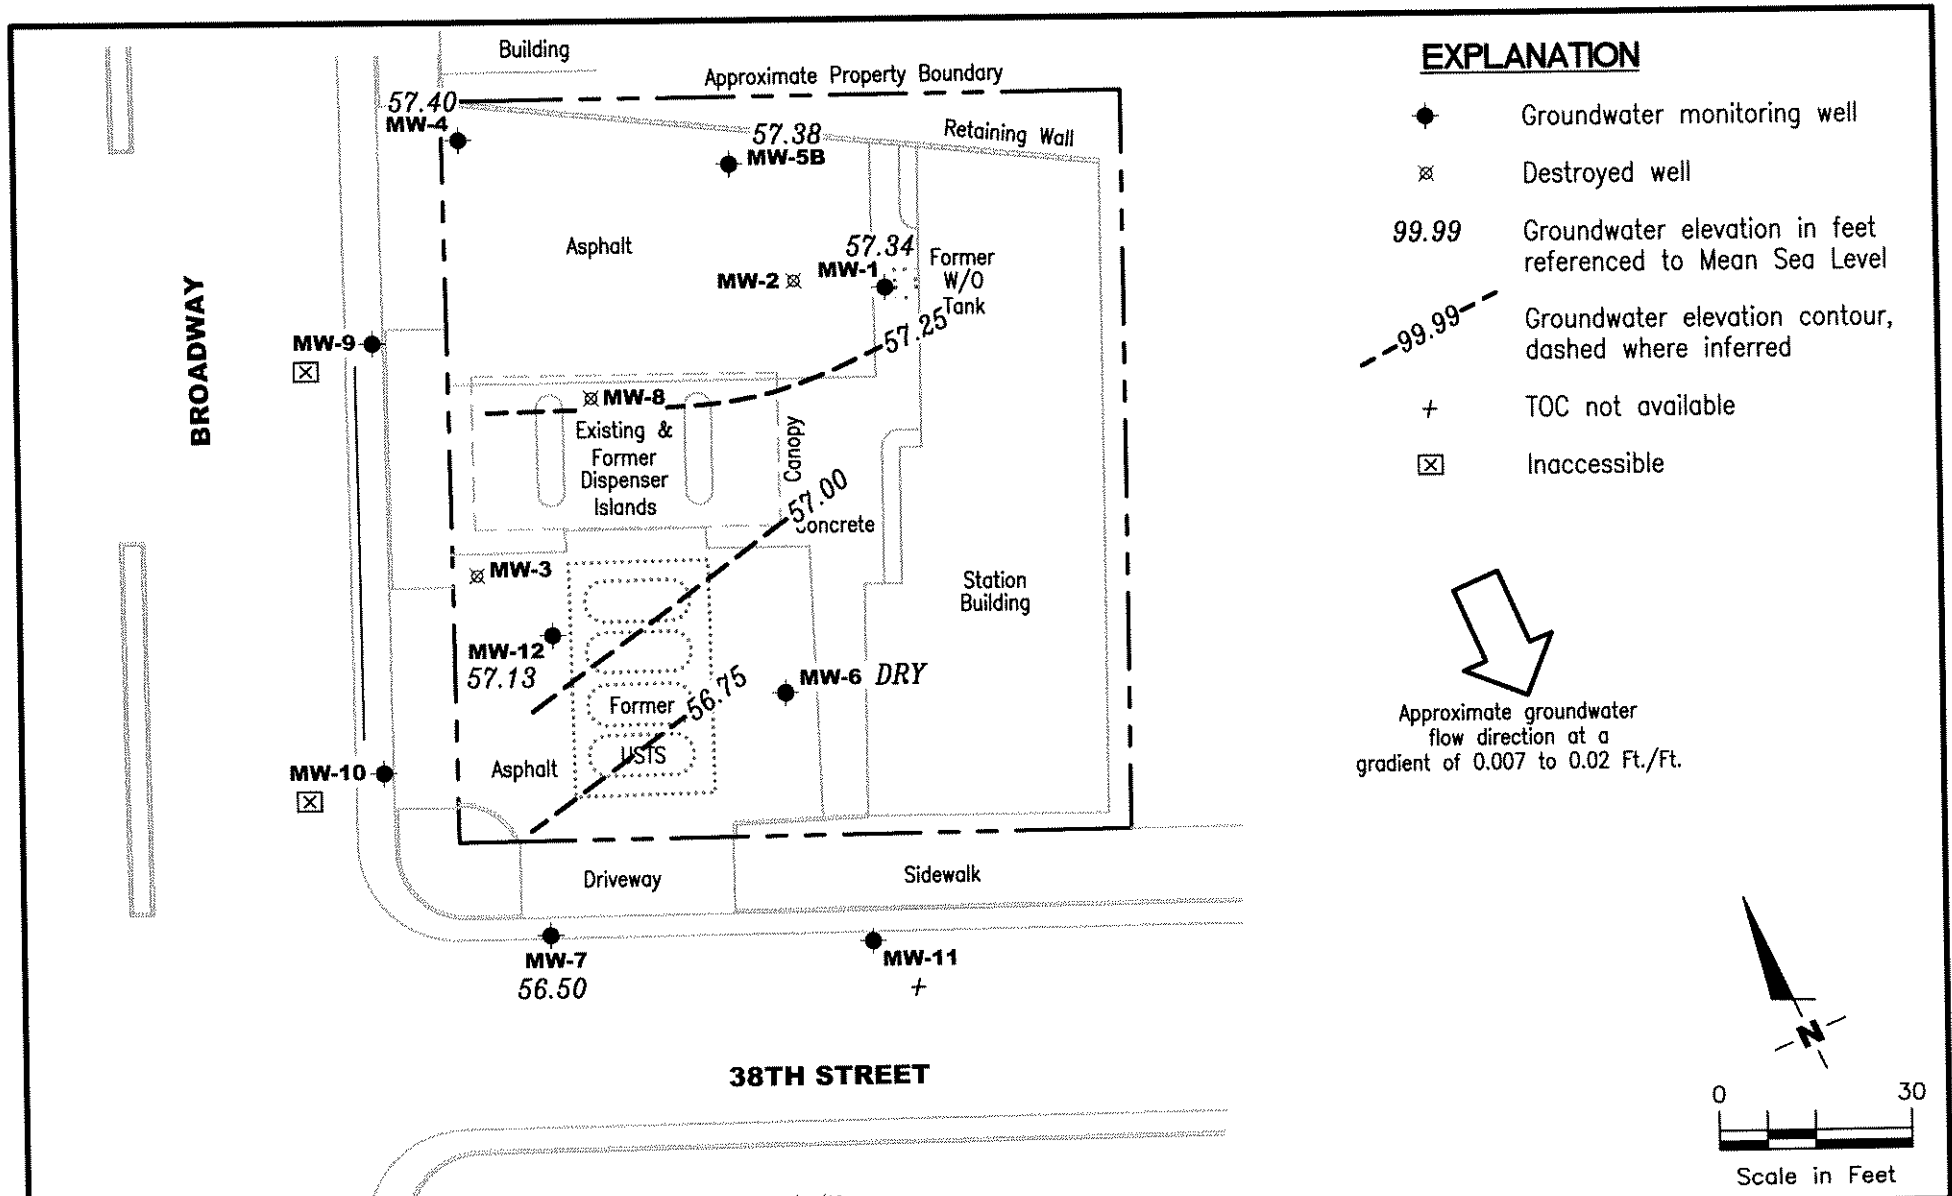 Building
Approximate Property Boundary
57.40
MW-4
57.38
MW-5B
Retaining Wall
Asphalt
57.34
MW-1
MW-2
Former
W/O
Tank
57.25
BROADWAY
MW-9
MW-8
Existing &
Former
Dispenser
Islands
Canopy
57.00
Concrete
MW-3
Station
Building
MW-12
57.13
MW-6 DRY
56.75
Former
USTS
Asphalt
MW-10
Driveway
Sidewalk
MW-7
56.50
MW-11
+
38TH STREET
EXPLANATION
Groundwater monitoring well
Destroyed well
99.99 Groundwater elevation in feet
referenced to Mean Sea Level
99.99 Groundwater elevation contour,
dashed where inferred
+ TOC not available
Inaccessible
Approximate groundwater
flow direction at a
gradient of 0.007 to 0.02 Ft./Ft.
N
0 30
Scale in Feet